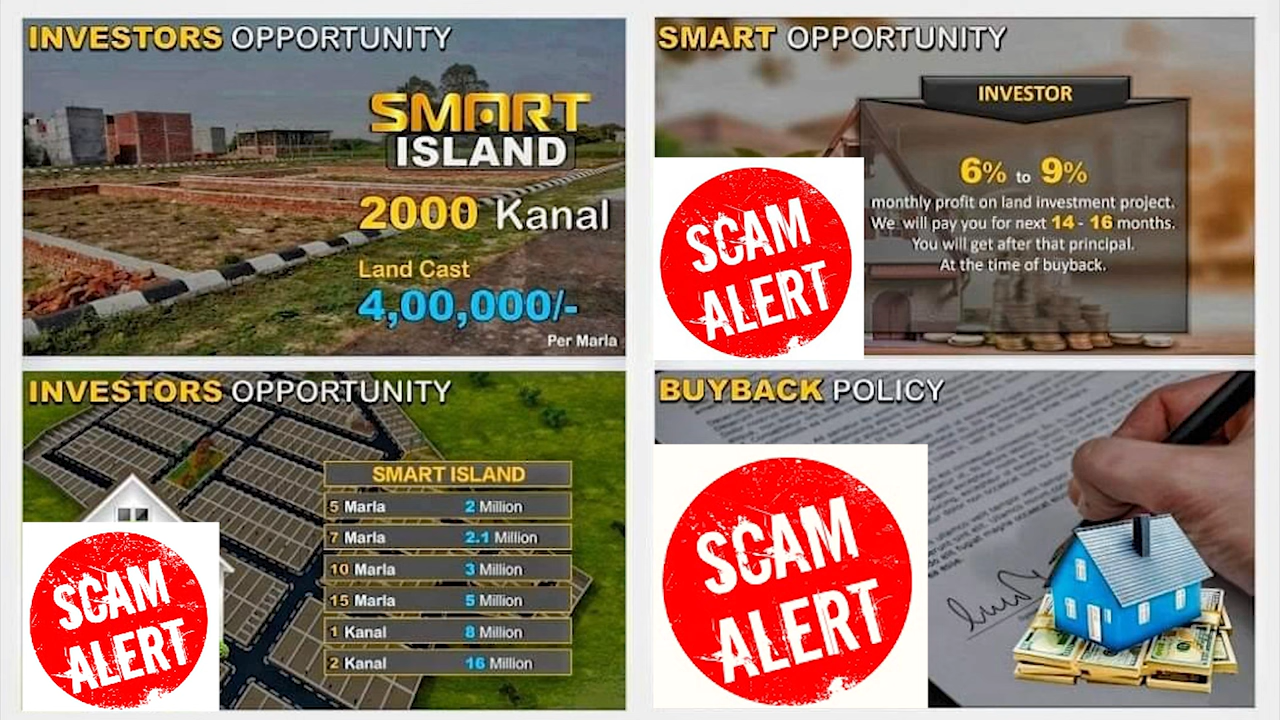 INVESTORS OPPORTUNITY
SMART
ISLAND
2000 Kanal
Land Cast
4,00,000/-
Per Marla
SMART OPPORTUNITY
INVESTOR
6% to 9%
monthly profit on land investment project.
We will pay you for next 14 - 16 months.
You will get after that principal.
At the time of buyback.
SCAM
ALERT
INVESTORS OPPORTUNITY
SMART ISLAND
5 Marla 2 Million
7 Marla 2.1 Million
10 Marla 3 Million
15 Marla 5 Million
1 Kanal 8 Million
2 Kanal 16 Million
SCAM
ALERT
BUYBACK POLICY
SCAM
ALERT